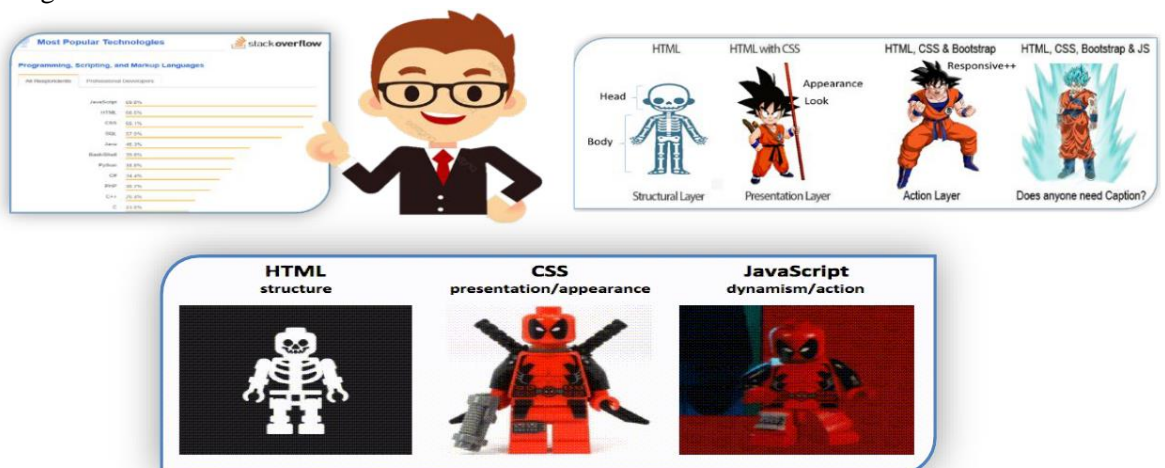 Most Popular Technologies
stackoverflow
Programming, Scripting, and Markup Languages
All Respondents Professional Developers
JavaScript
HTML
CSS
SQL
Java
Bash/Shell
Python
C#
PHP
C++
C
HTML
HTML with CSS
HTML, CSS & Bootstrap
HTML, CSS, Bootstrap & JS
Responsive++
Appearance
Head
Look
Body
Structural Layer
Presentation Layer
Action Layer
Does anyone need Caption?
HTML
structure
CSS
presentation/appearance
JavaScript
dynamism/action